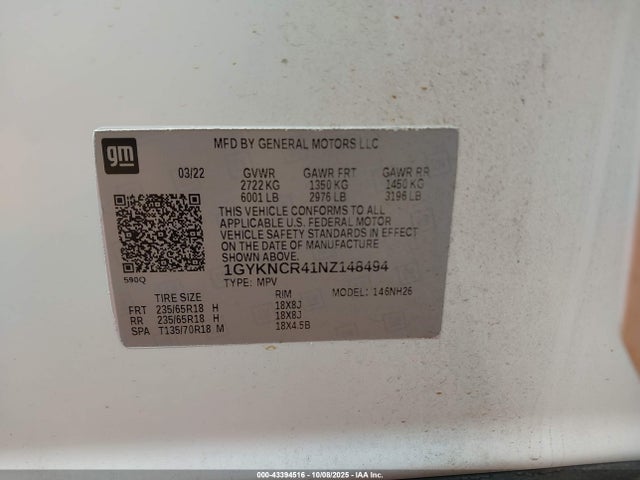 gm
MFD BY GENERAL MOTORS LLC
03/22 GVWR GAWR FRT GAWR RR
2722 KG 1350 KG 1450 KG
6001 LB 2976 LB 3196 LB
THIS VEHICLE CONFORMS TO ALL
APPLICABLE U.S. FEDERAL MOTOR
VEHICLE SAFETY STANDARDS IN EFFECT
ON THE DATE OF MANUFACTURE
SHOWN ABOVE.
590Q
1GYKNCR41NZ148494
TYPE: MPV MODEL: 146NH26
TIRE SIZE RIM
FRT 235/65R18 H 18X8J
RR 235/65R18 H 18X8J
SPA T135/70R18 M 18X4.5B
000-43394516 - 10/08/2025 - IAA Inc.